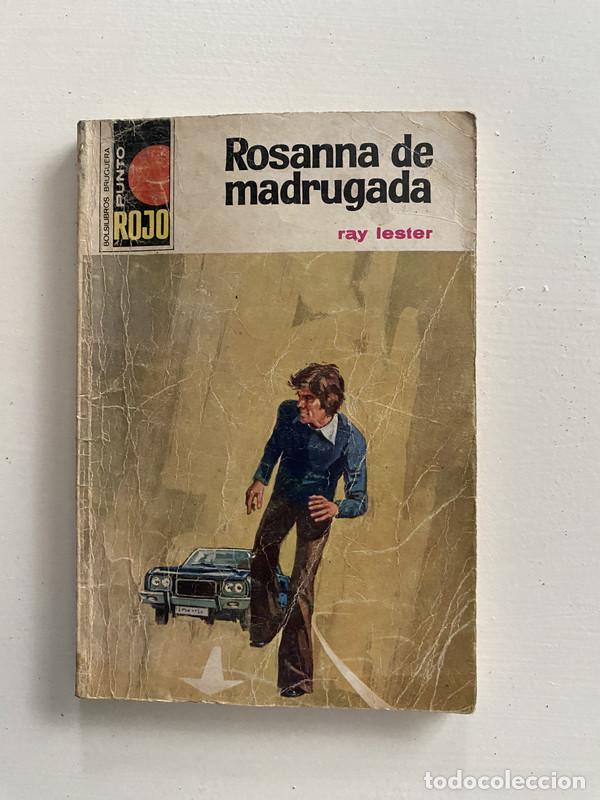 BOLSILIBROS BRUGUERA
PUNTO
ROJO
Rosanna de
madrugada
ray lester
todocoleccion